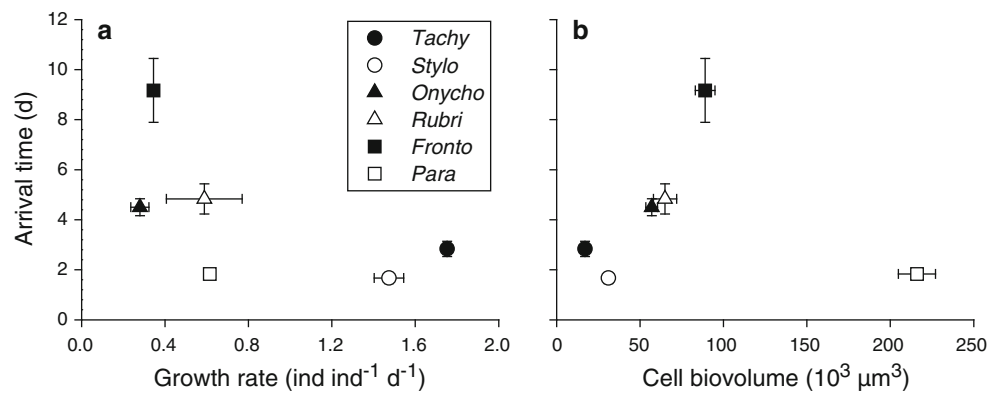 a
b
Tachy
Stylo
Onycho
Rubri
Fronto
Para
12
10
8
6
4
2
0
Arrival time (d)
0.0 0.4 0.8 1.2 1.6 2.0
0 50 100 150 200 250
Growth rate (ind ind⁻¹ d⁻¹)
Cell biovolume (10³ µm³)